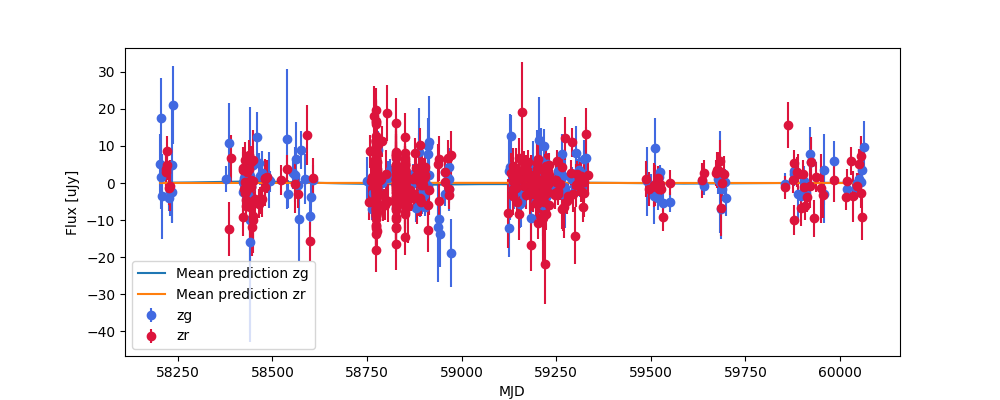 30
20
10
0
−10
−20
−30
−40
Flux [uJy]
Mean prediction zg
Mean prediction zr
zg
zr
58250 58500 58750 59000 59250 59500 59750 60000
MJD